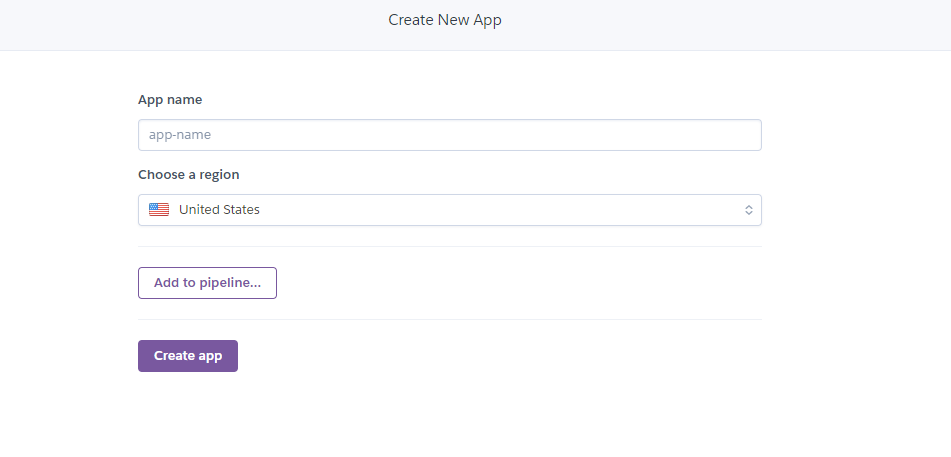 Create New App
App name
app-name
Choose a region
United States
Add to pipeline...
Create app